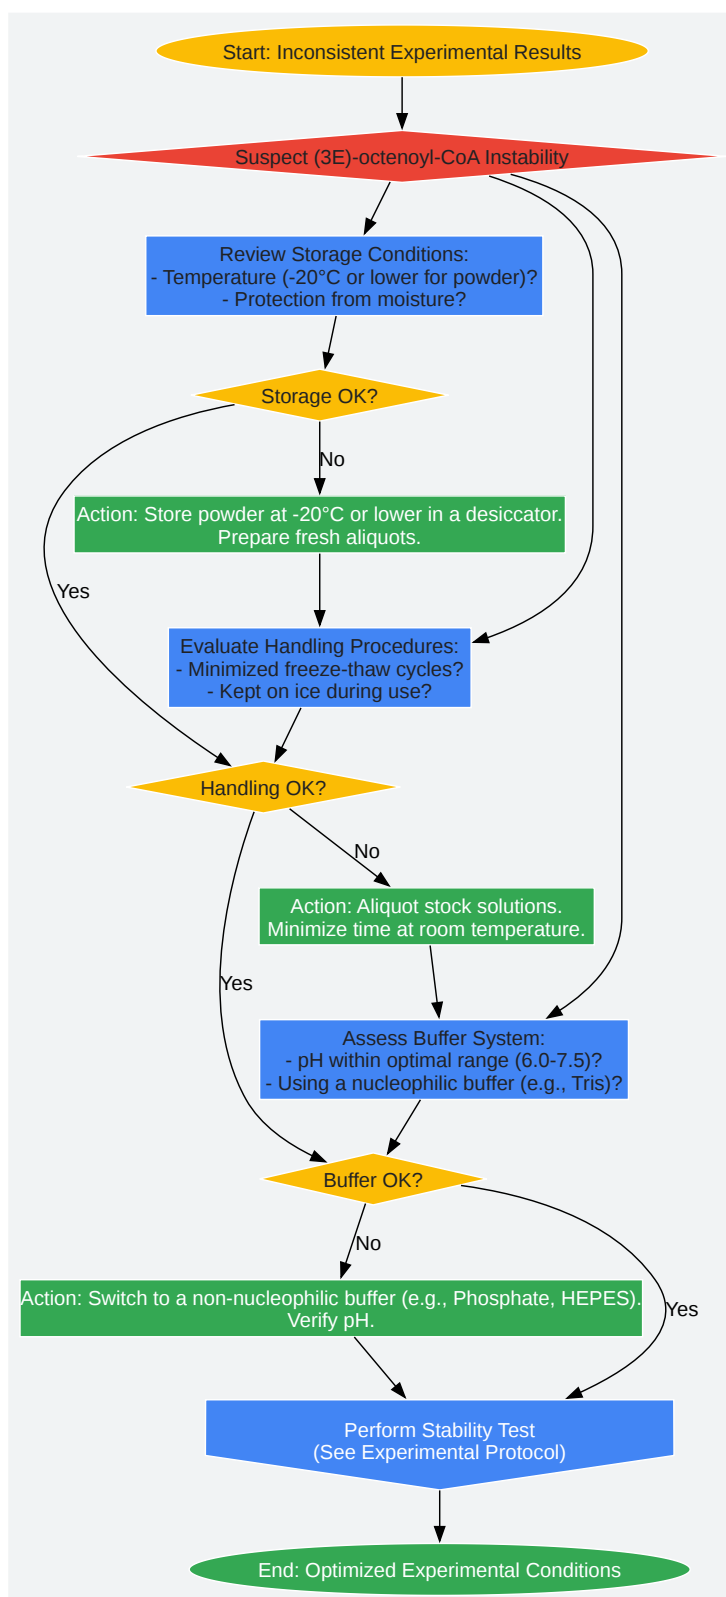 Start: Inconsistent Experimental Results
Suspect (3E)-octenoyl-CoA Instability
Review Storage Conditions:
- Temperature (-20°C or lower for powder)?
- Protection from moisture?
Storage OK?
No
Action: Store powder at -20°C or lower in a desiccator.
Prepare fresh aliquots.
Yes
Evaluate Handling Procedures:
- Minimized freeze-thaw cycles?
- Kept on ice during use?
Handling OK?
No
Action: Aliquot stock solutions.
Minimize time at room temperature.
Yes
Assess Buffer System:
- pH within optimal range (6.0-7.5)?
- Using a nucleophilic buffer (e.g., Tris)?
Buffer OK?
No
Action: Switch to a non-nucleophilic buffer (e.g., Phosphate, HEPES).
Verify pH.
Yes
Perform Stability Test
(See Experimental Protocol)
End: Optimized Experimental Conditions